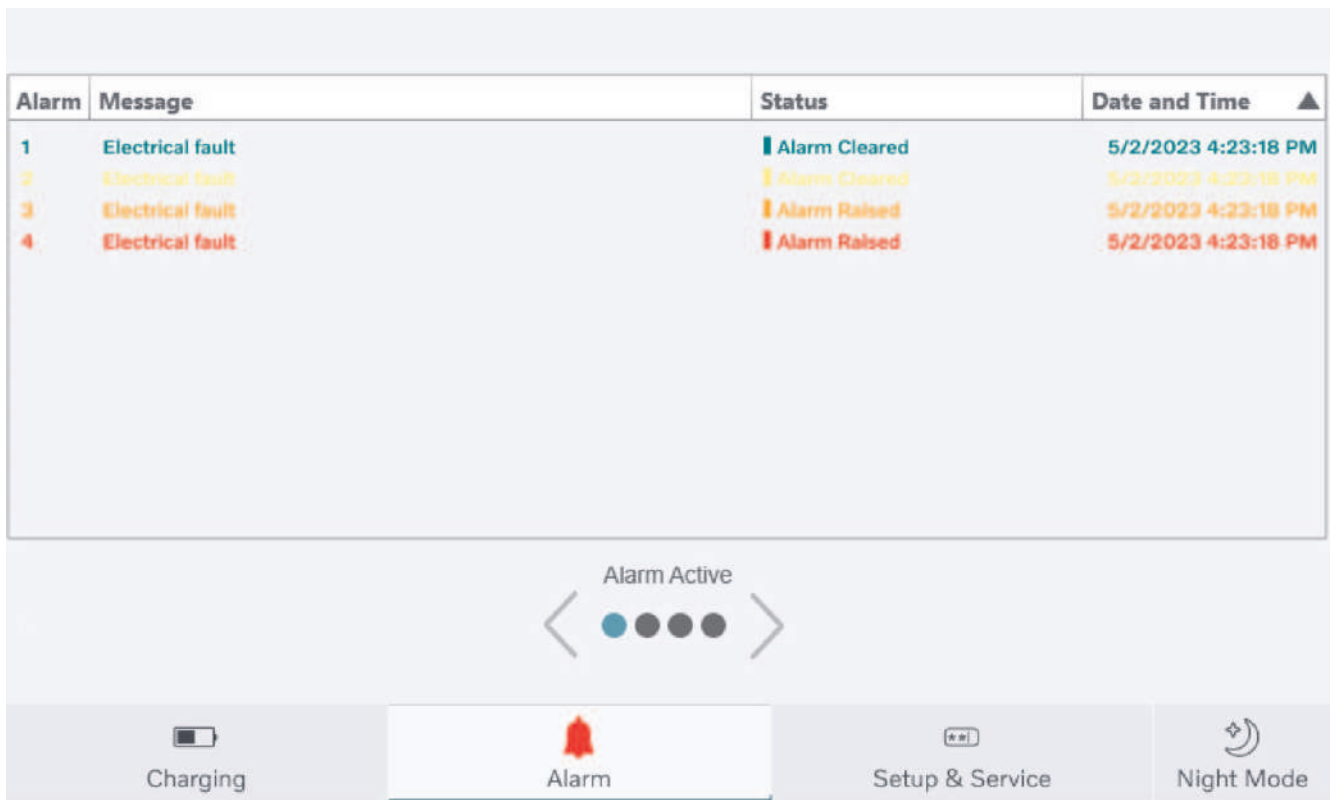 Alarm Message Status Date and Time
1 Electrical fault Alarm Cleared 5/2/2023 4:23:18 PM
2 Electrical fault Alarm Cleared 5/2/2023 4:23:18 PM
3 Electrical fault Alarm Raised 5/2/2023 4:23:18 PM
4 Electrical fault Alarm Raised 5/2/2023 4:23:18 PM
Alarm Active
Charging Alarm Setup & Service Night Mode